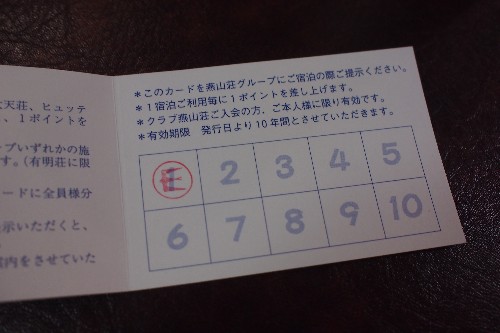 *このカードを燕山荘グループにご宿泊の際ご提示ください。
*1宿泊ご利用毎に1ポイントを差し上げます。
*クラブ燕山荘ご入会の方、ご本人様に限り有効です。
*有効期限 発行日より10年間とさせていただきます。
2 3 4 5
6 7 8 9 10
天荘、ヒュッテ
、1ポイントを
プいずれかの施
す。(有明荘に限
ードに全員様分
示いただくと、
内をさせていた